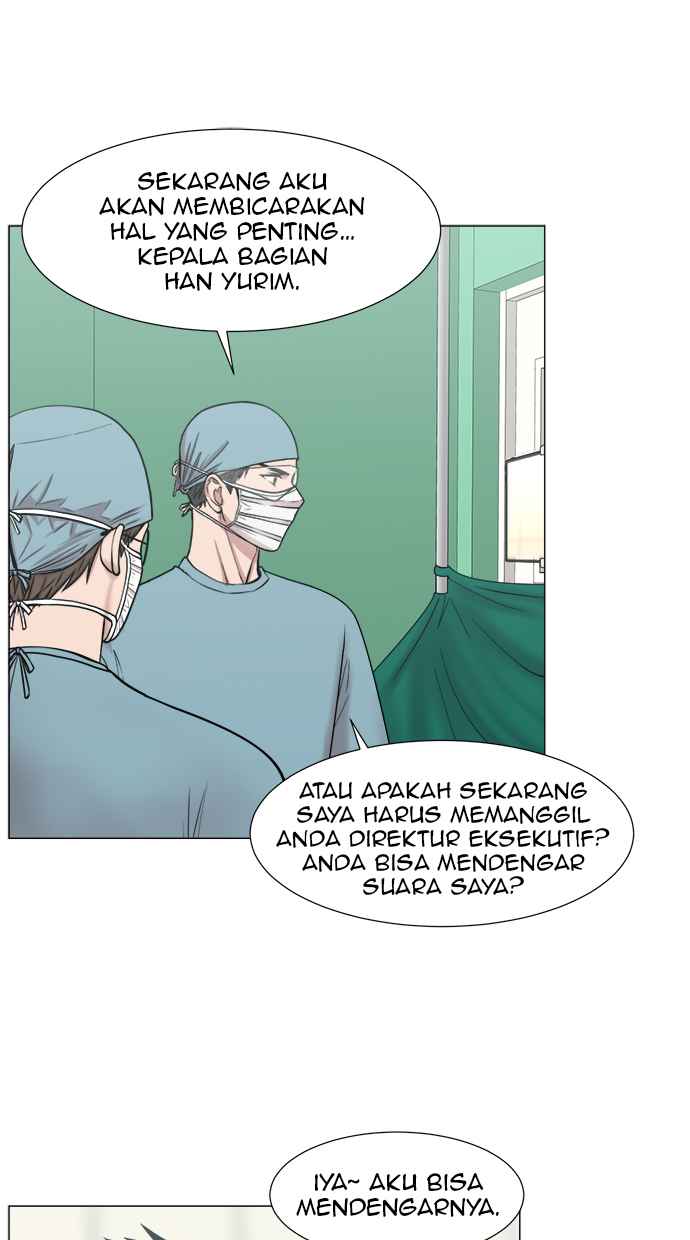 SEKARANG AKU
AKAN MEMBICARAKAN
HAL YANG PENTING...
KEPALA BAGIAN
HAN YURIM.
ATAU APAKAH SEKARANG
SAYA HARUS MEMANGGIL
ANDA DIREKTUR EKSEKUTIF?
ANDA BISA MENDENGAR
SUARA SAYA?
IYA~ AKU BISA
MENDENGARNYA.